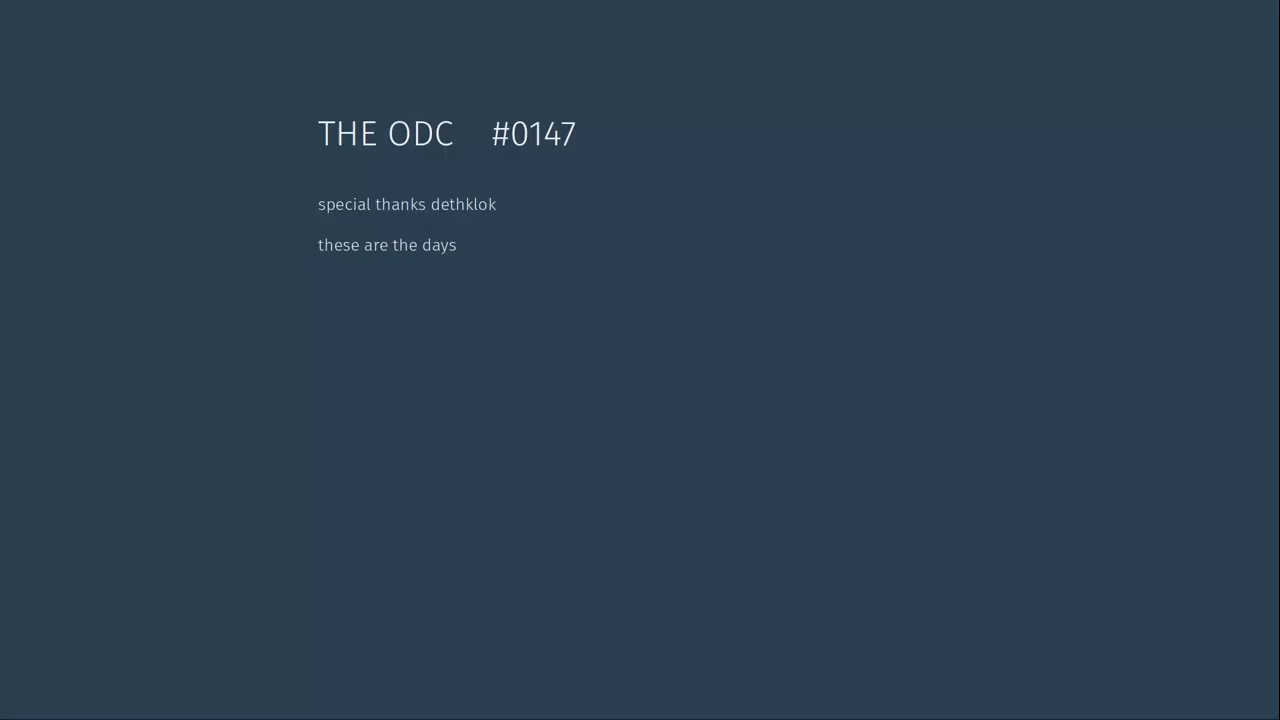 THE ODC #0147
special thanks dethklok
these are the days